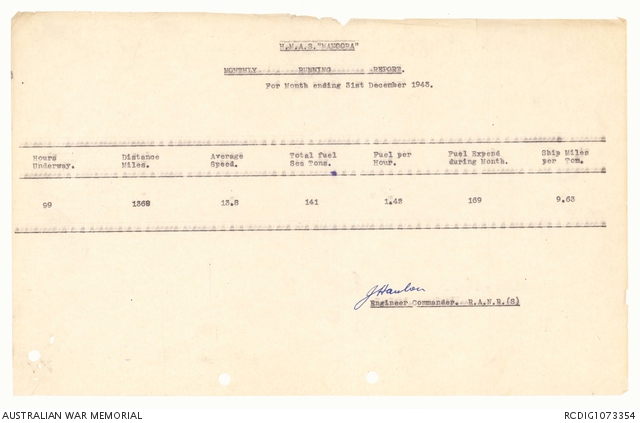 H.M.A.S. "MANOORA"
MONTHLY RUNNING REPORT.
For Month ending 31st December 1945.
Hours Underway. Distance Miles. Average Speed. Total fuel Sea Tons. Fuel per Hour. Fuel Expend during Month. Ship Miles per Ton.
99 1368 13.8 141 1.42 169 9.63
J Hanlon
Engineer Commander. R.A.N.R.(S)
AUSTRALIAN WAR MEMORIAL
RCDIG1073354